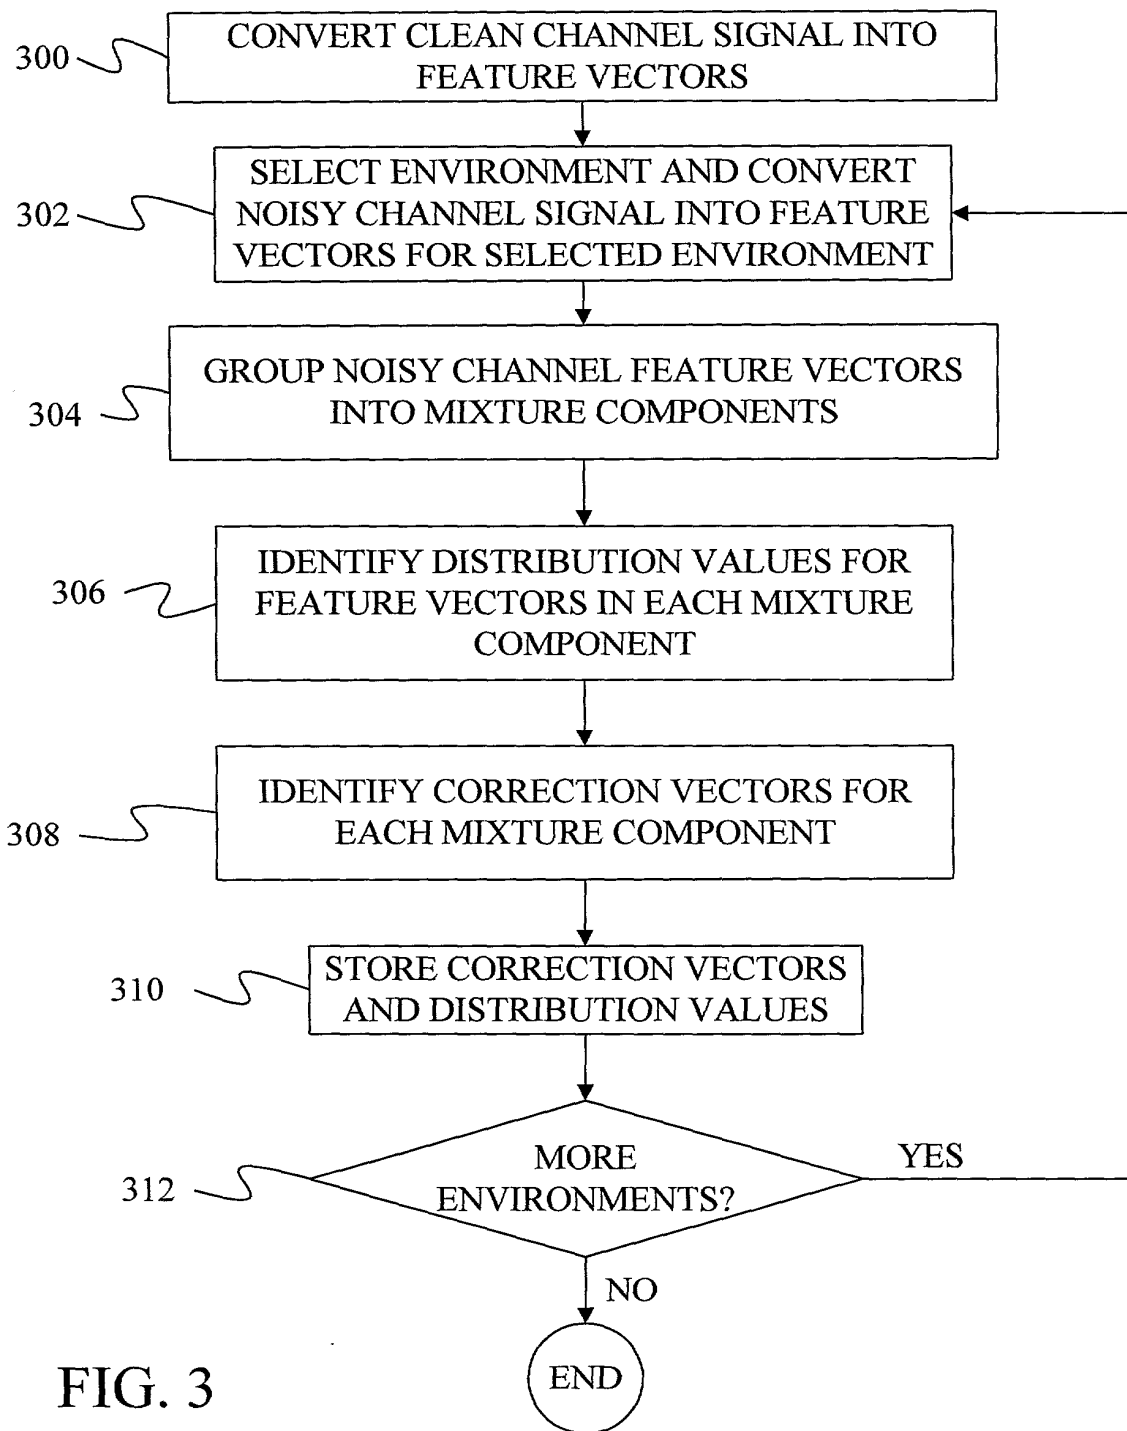 300
CONVERT CLEAN CHANNEL SIGNAL INTO
FEATURE VECTORS
302
SELECT ENVIRONMENT AND CONVERT
NOISY CHANNEL SIGNAL INTO FEATURE
VECTORS FOR SELECTED ENVIRONMENT
304
GROUP NOISY CHANNEL FEATURE VECTORS
INTO MIXTURE COMPONENTS
306
IDENTIFY DISTRIBUTION VALUES FOR
FEATURE VECTORS IN EACH MIXTURE
COMPONENT
308
IDENTIFY CORRECTION VECTORS FOR
EACH MIXTURE COMPONENT
310
STORE CORRECTION VECTORS
AND DISTRIBUTION VALUES
312
MORE
ENVIRONMENTS?
YES
NO
END
FIG. 3